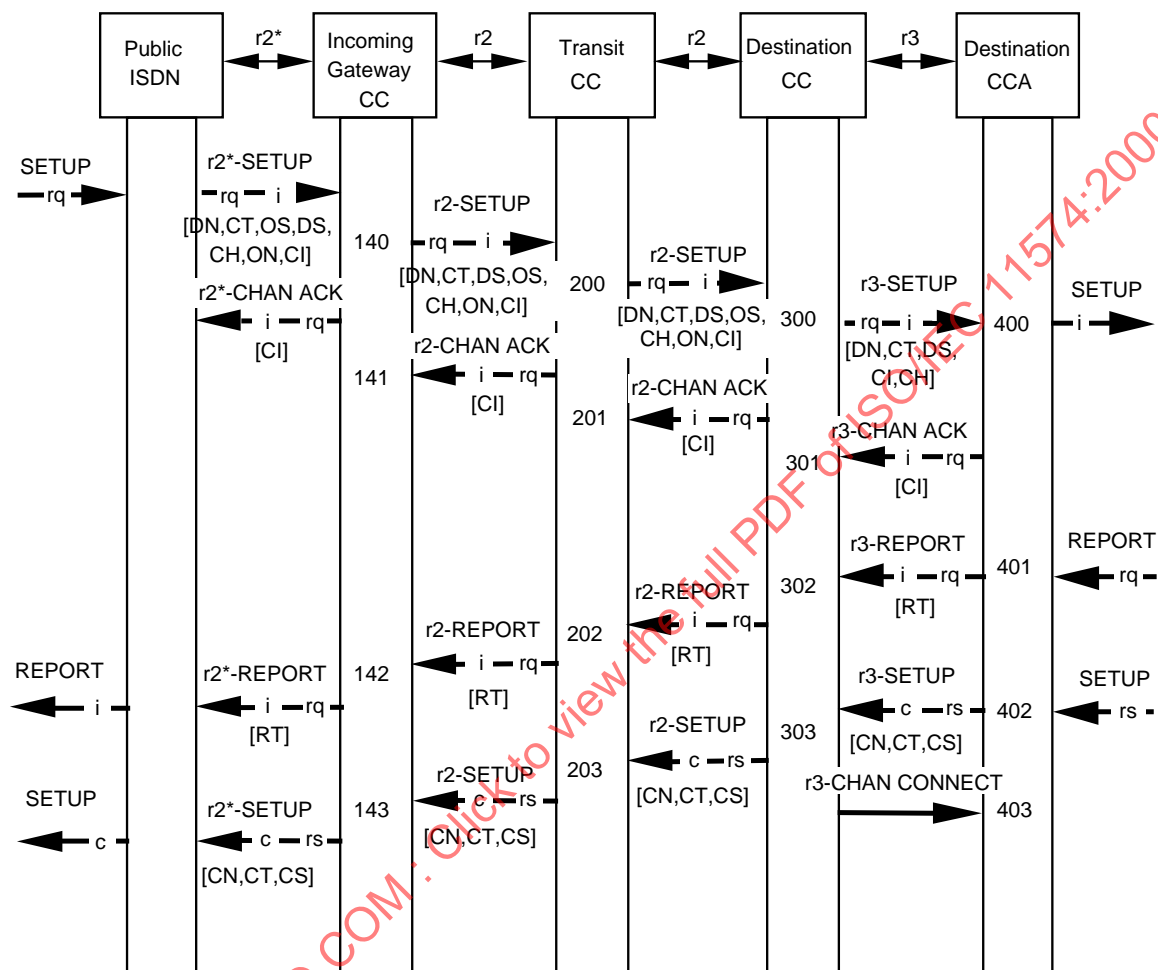 Public
ISDN
r2*
Incoming
Gateway
CC
r2
Transit
CC
r2
Destination
CC
r3
Destination
CCA
SETUP
rq
r2*-SETUP
rq i
[DN,CT,OS,DS,
CH,ON,CI]
140
r2-SETUP
rq i
[DN,CT,DS,OS,
CH,ON,CI]
200
r2-SETUP
rq i
[DN,CT,DS,OS,
CH,ON,CI]
300
r3-SETUP
rq i
[DN,CT,DS,
CI,CH]
400
SETUP
i
r2*-CHAN ACK
i rq
[CI]
141
r2-CHAN ACK
i rq
[CI]
201
r2-CHAN ACK
i rq
[CI]
301
r3-CHAN ACK
i rq
[CI]
REPORT
rq
401
r3-REPORT
i rq
[RT]
302
r2-REPORT
i rq
[RT]
202
r2-REPORT
i rq
[RT]
142
r2*-REPORT
i rq
[RT]
REPORT
i
SETUP
rs
402
r3-SETUP
c rs
[CN,CT,CS]
303
r2-SETUP
c rs
[CN,CT,CS]
203
r2-SETUP
c rs
[CN,CT,CS]
143
r2*-SETUP
c rs
[CN,CT,CS]
SETUP
c
r3-CHAN CONNECT
403
COM : Click to view the full PDF of ISO/IEC 11574:2000